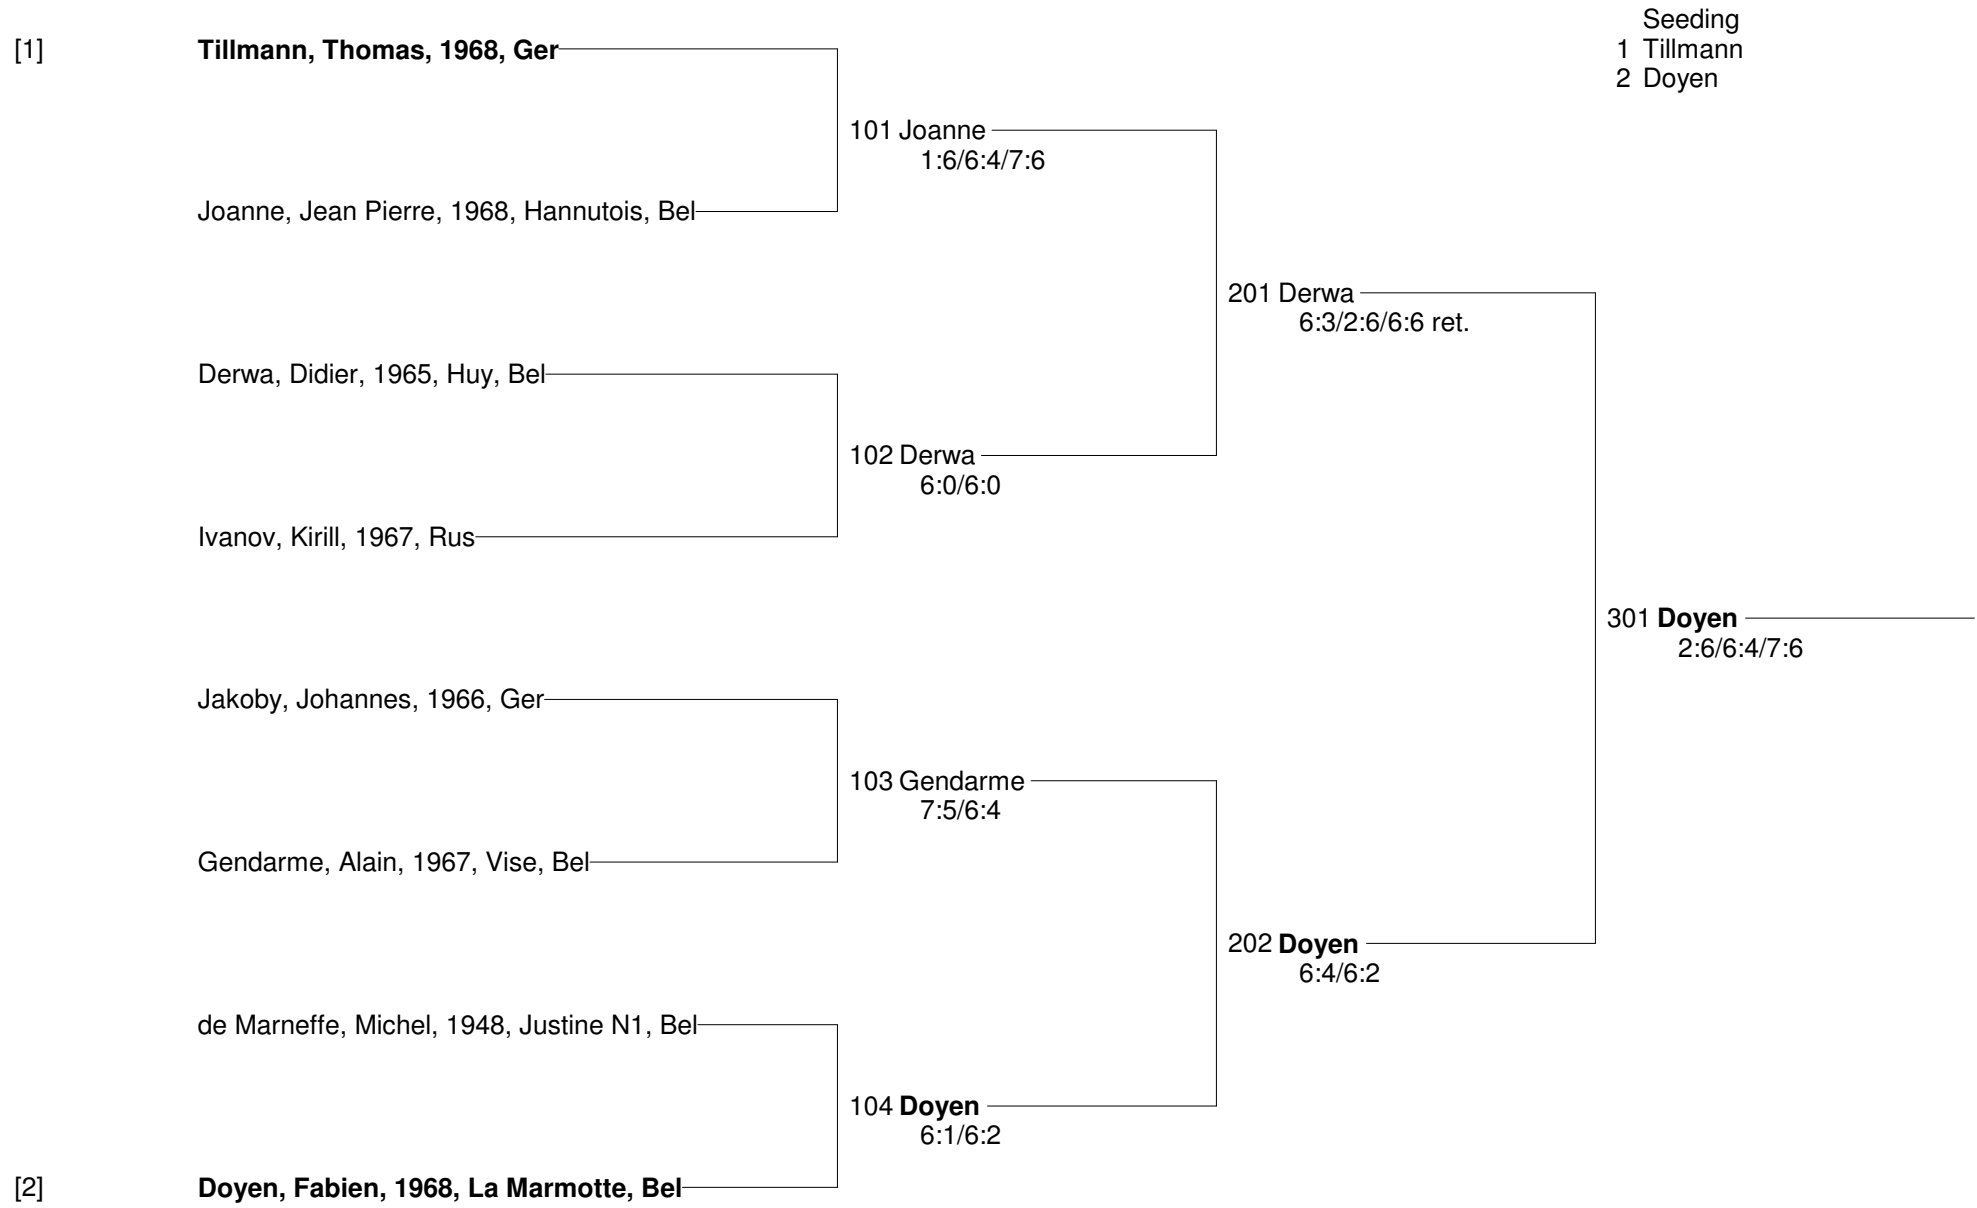 Seeding
[1] Tillmann, Thomas, 1968, Ger 1 Tillmann
2 Doyen
101 Joanne
1:6/6:4/7:6
Joanne, Jean Pierre, 1968, Hannutois, Bel
201 Derwa
6:3/2:6/6:6 ret.
Derwa, Didier, 1965, Huy, Bel
102 Derwa
6:0/6:0
Ivanov, Kirill, 1967, Rus
301 Doyen
2:6/6:4/7:6
Jakoby, Johannes, 1966, Ger
103 Gendarme
7:5/6:4
Gendarme, Alain, 1967, Vise, Bel
202 Doyen
6:4/6:2
de Marneffe, Michel, 1948, Justine N1, Bel
104 Doyen
6:1/6:2
[2] Doyen, Fabien, 1968, La Marmotte, Bel